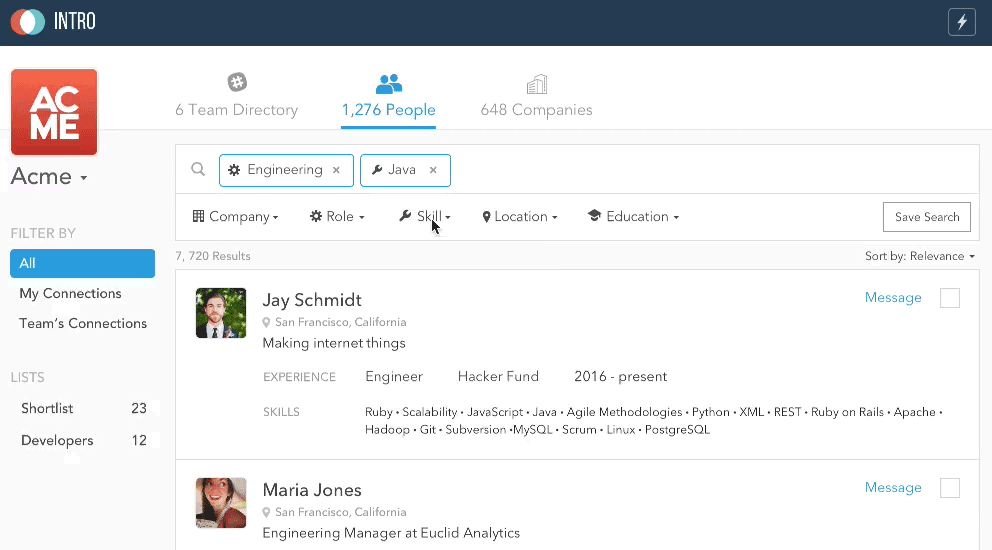 INTRO
AC
ME
Acme
6 Team Directory
1,276 People
648 Companies
Engineering ×
Java ×
Company
Role
Skill
Location
Education
Save Search
FILTER BY
All
My Connections
Team's Connections
LISTS
Shortlist 23
Developers 12
7, 720 Results
Sort by: Relevance
Jay Schmidt
Message
San Francisco, California
Making internet things
EXPERIENCE Engineer Hacker Fund 2016 - present
SKILLS Ruby • Scalability • JavaScript • Java • Agile Methodologies • Python • XML • REST • Ruby on Rails • Apache •
Hadoop • Git • Subversion •MySQL • Scrum • Linux • PostgreSQL
Maria Jones
Message
San Francisco, California
Engineering Manager at Euclid Analytics